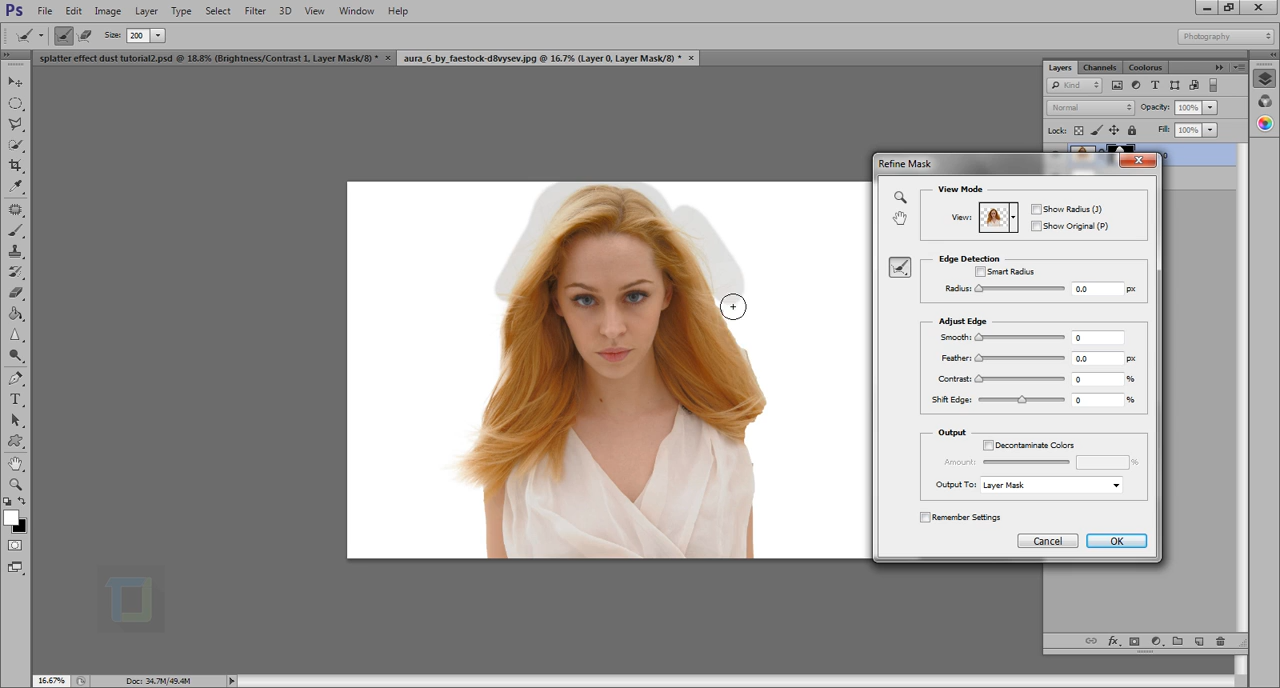 Ps File Edit Image Layer Type Select Filter 3D View Window Help
Size: 200
Photography
splatter effect dust tutorial2.psd @ 18.8% (Brightness/Contrast 1, Layer Mask/8) * ×
aura_6_by_faestock-d8vysev.jpg @ 16.7% (Layer 0, Layer Mask/8) * ×
Layers Channels Coolorus
Kind
Normal Opacity: 100%
Lock: Fill: 100%
0
Refine Mask
View Mode
View: Show Radius (J)
Show Original (P)
Edge Detection
Smart Radius
Radius: 0.0 px
Adjust Edge
Smooth: 0
Feather: 0.0 px
Contrast: 0 %
Shift Edge: 0 %
Output
Decontaminate Colors
Amount: %
Output To: Layer Mask
Remember Settings
Cancel OK
16.67% Doc: 34.7M/49.4M